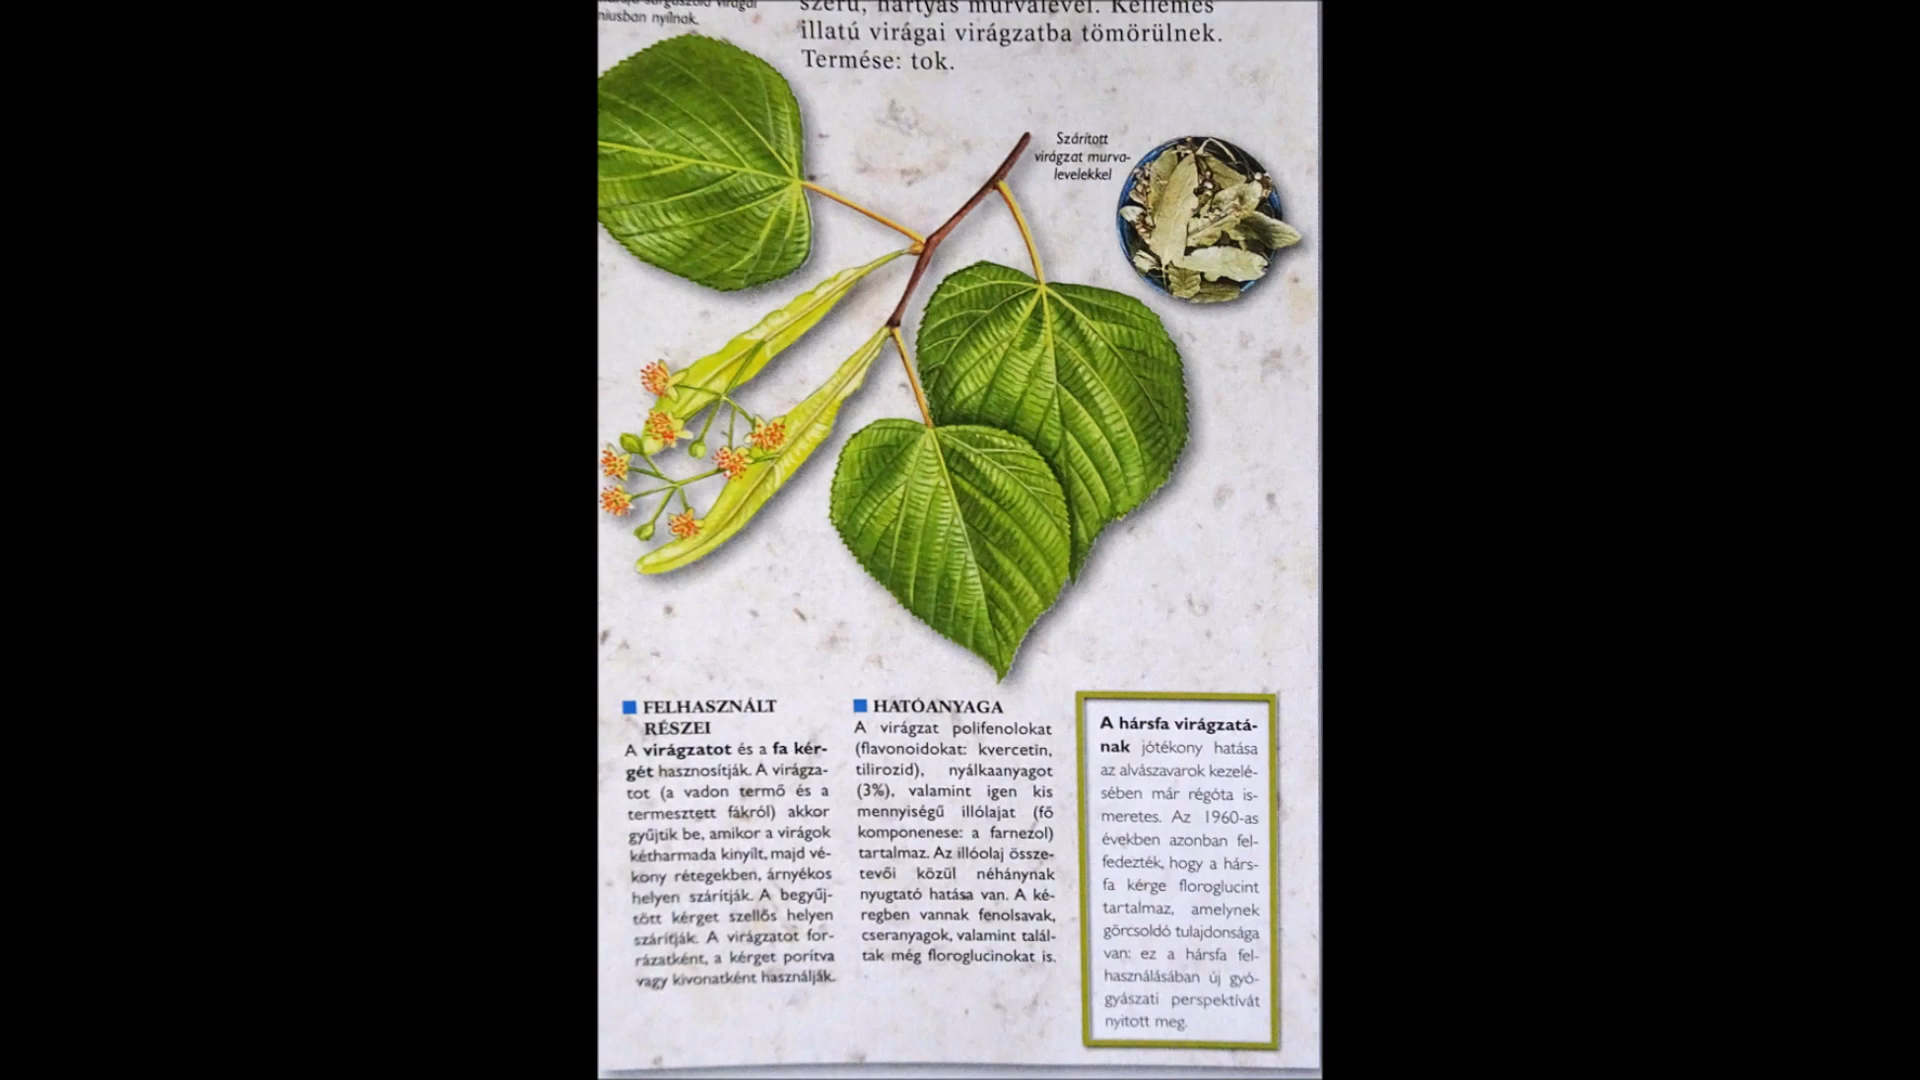 niusban nyílnak.
szerű, hártyás murvalevél. Kellemes
illatú virágai virágzatba tömörülnek.
Termése: tok.
Szárított
virágzat murva-
levelekkel
FELHASZNÁLT
RÉSZEI
A virágzatot és a fa kér-
gét hasznosítják. A virágza-
tot (a vadon termő és a
termesztett fákról) akkor
gyűjtik be, amikor a virágok
kétharmada kinyílt, majd vé-
kony rétegekben, árnyékos
helyen szárítják. A begyűj-
tött kérget szellős helyen
szárítják. A virágzatot for-
rázatként, a kérget porítva
vagy kivonatként használják.
HATÓANYAGA
A virágzat polifenolokat
(flavonoidokat: kvercetin,
tilirozid), nyálkaanyagot
(3%), valamint igen kis
mennyiségű illólajat (fő
komponenese: a farnezol)
tartalmaz. Az illóolaj össze-
tevői közül néhánynak
nyugtató hatása van. A ké-
regben vannak fenolsavak,
cseranyagok, valamint talál-
tak még floroglucinokat is.
A hársfa virágzatá-
nak jótékony hatása
az alvászavarok kezelé-
sében már régóta is-
meretes. Az 1960-as
években azonban fel-
fedezték, hogy a hárs-
fa kérge floroglucint
tartalmaz, amelynek
görcsoldó tulajdonsága
van: ez a hársfa fel-
használásában új gyó-
gyászati perspektívát
nyitott meg.